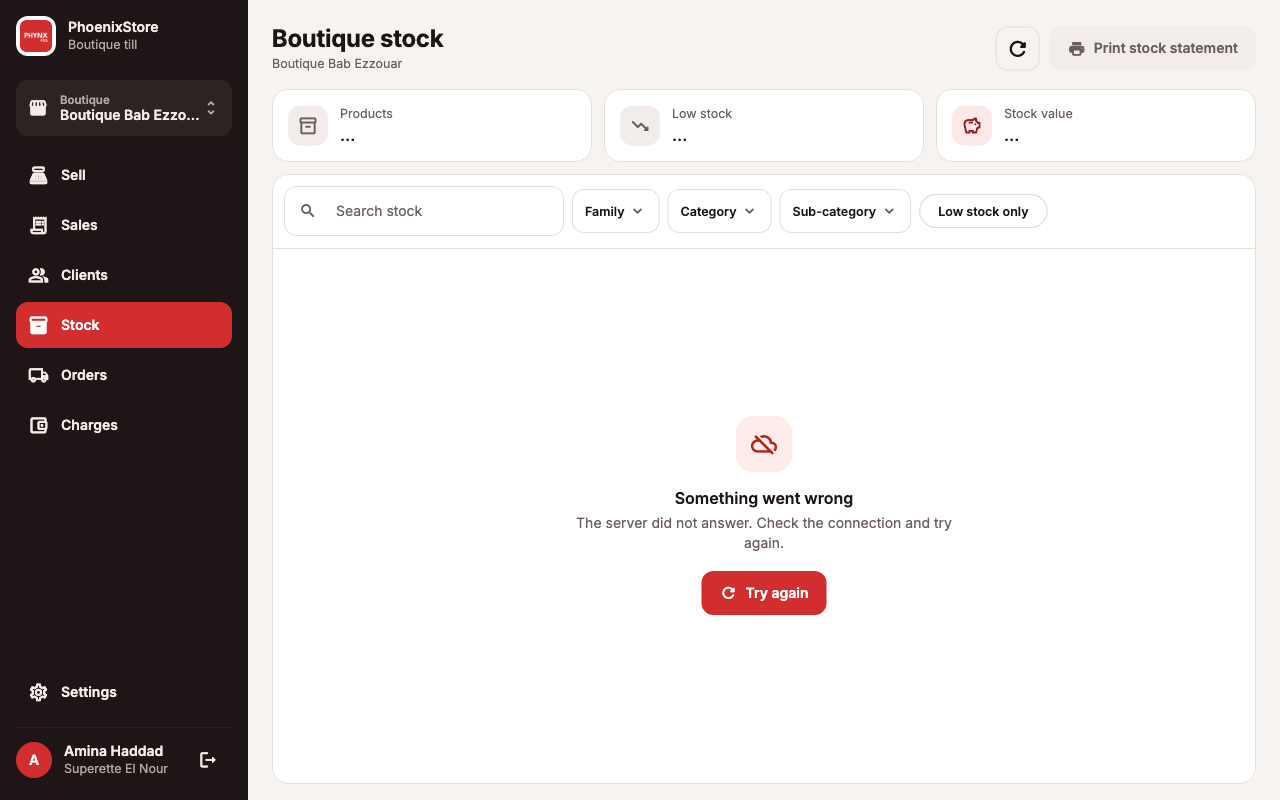 PHYNX
POS
PhoenixStore
Boutique till
Boutique
Boutique Bab Ezzo...
Sell
Sales
Clients
Stock
Orders
Charges
Settings
A
Amina Haddad
Superette El Nour
Boutique stock
Boutique Bab Ezzouar
Print stock statement
Products
...
Low stock
...
Stock value
...
Search stock
Family
Category
Sub-category
Low stock only
Something went wrong
The server did not answer. Check the connection and try
again.
Try again